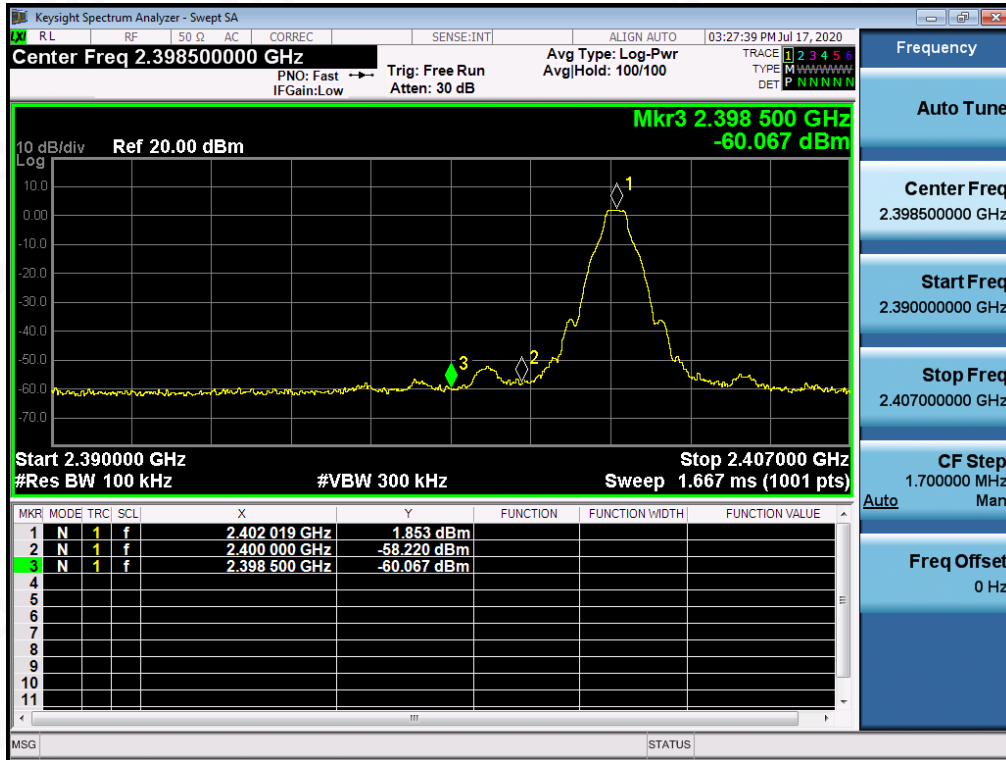 Keysight Spectrum Analyzer - Swept SA
LXI RL RF 50 Ω AC CORREC SENSE:INT ALIGN AUTO 03:27:39 PM Jul 17, 2020
Center Freq 2.398500000 GHz
PNO: Fast
IFGain:Low
Trig: Free Run
Atten: 30 dB
Avg Type: Log-Pwr
Avg|Hold: 100/100
TRACE 1 2 3 4 5 6
TYPE M WWWWW
DET P N N N N N
Mkr3 2.398 500 GHz
-60.067 dBm
10 dB/div Ref 20.00 dBm
Log
10.0
0.00
-10.0
-20.0
-30.0
-40.0
-50.0
-60.0
-70.0
1
2
3
Start 2.390000 GHz Stop 2.407000 GHz
#Res BW 100 kHz #VBW 300 kHz Sweep 1.667 ms (1001 pts)
MKR MODE TRC SCL X Y FUNCTION FUNCTION WIDTH FUNCTION VALUE
1 N 1 f 2.402 019 GHz 1.853 dBm
2 N 1 f 2.400 000 GHz -58.220 dBm
3 N 1 f 2.398 500 GHz -60.067 dBm
4
5
6
7
8
9
10
11
MSG STATUS
Frequency
Auto Tune
Center Freq
2.398500000 GHz
Start Freq
2.390000000 GHz
Stop Freq
2.407000000 GHz
CF Step
1.700000 MHz
Auto Man
Freq Offset
0 Hz